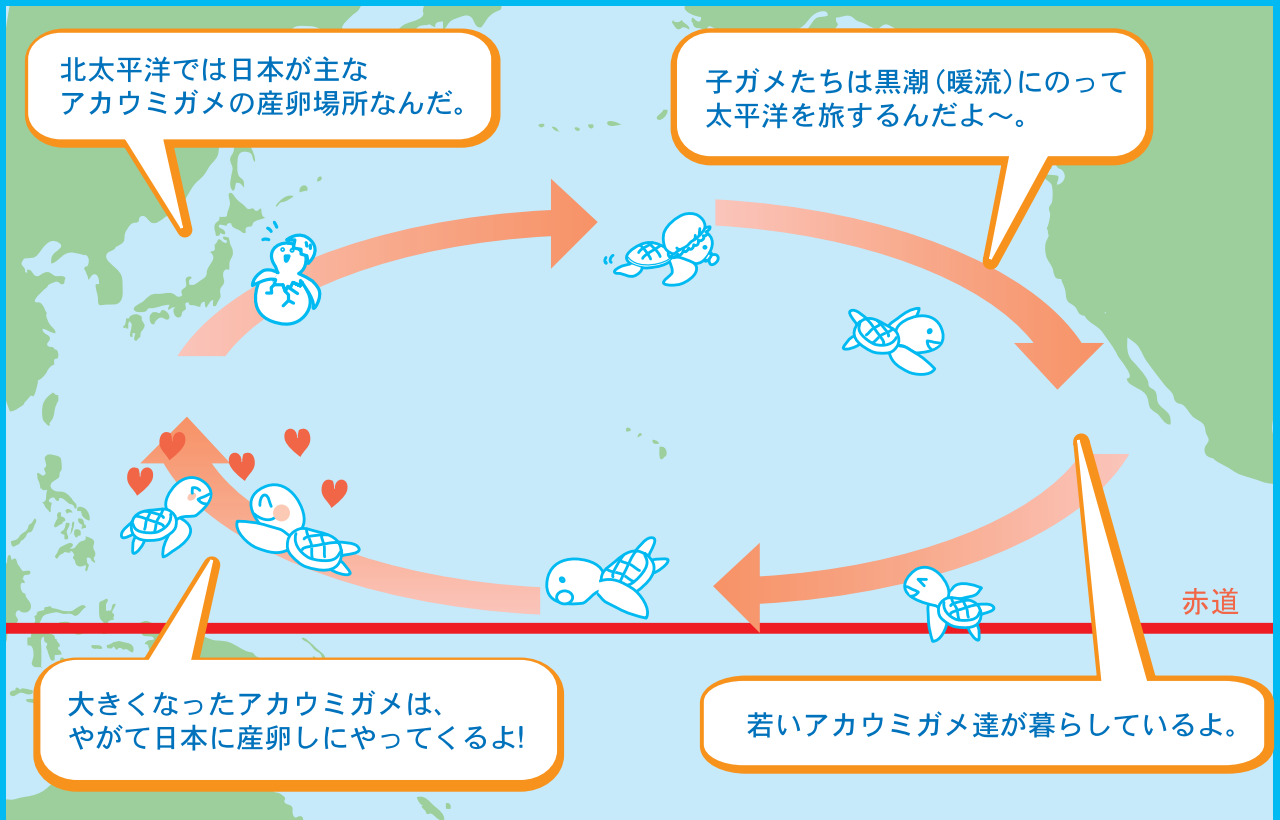 北太平洋では日本が主な
アカウミガメの産卵場所なんだ。
子ガメたちは黒潮(暖流)にのって
太平洋を旅するんだよ〜。
赤道
大きくなったアカウミガメは、
やがて日本に産卵しにやってくるよ!
若いアカウミガメ達が暮らしているよ。